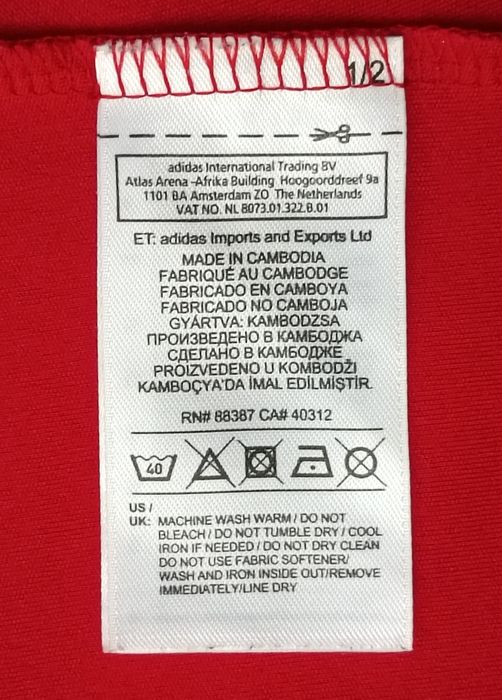 1/2
adidas International Trading BV
Atlas Arena -Afrika Building Hoogoorddreef 9a
1101 BA Amsterdam ZO The Netherlands
VAT NO. NL 8073.01.322.B.01
ET: adidas Imports and Exports Ltd
MADE IN CAMBODIA
FABRIQUÉ AU CAMBODGE
FABRICADO EN CAMBOYA
FABRICADO NO CAMBOJA
GYÁRTVA: KAMBODZSA
ПРОИЗВЕДЕНО В КАМБОДЖА
СДЕЛАНО В КАМБОДЖЕ
PROIZVEDENO U KOMBODŽI
KAMBOÇYA'DA İMAL EDİLMİŞTİR.
RN# 88387 CA# 40312
40
US /
UK: MACHINE WASH WARM / DO NOT
BLEACH / DO NOT TUMBLE DRY / COOL
IRON IF NEEDED / DO NOT DRY CLEAN
DO NOT USE FABRIC SOFTENER/
WASH AND IRON INSIDE OUT/REMOVE
IMMEDIATELY/LINE DRY